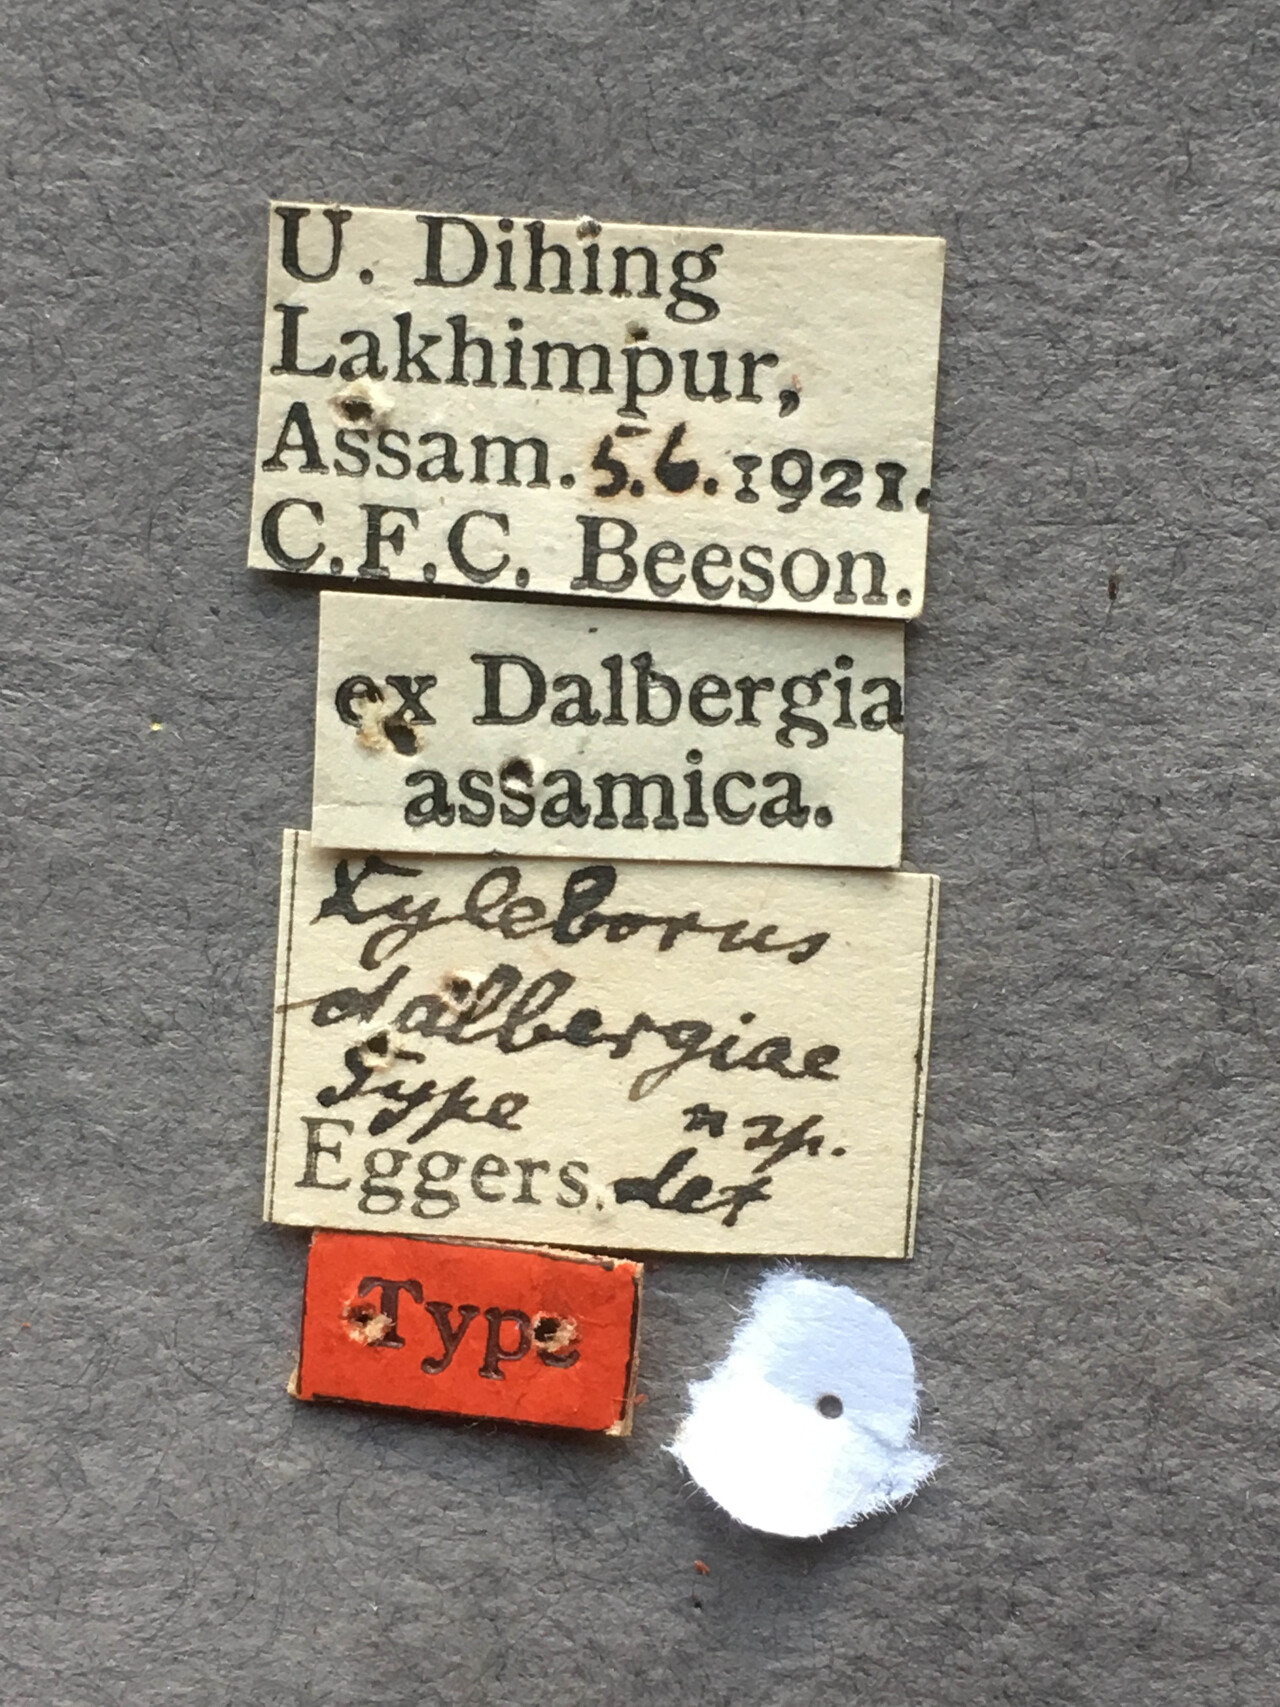 U. Dihing
Lakhimpur,
Assam. 5.6.1921.
C.F.C. Beeson.
ex Dalbergia
assamica.
Xyleborus
dalbergiae
Type n sp.
Eggers. det
Type